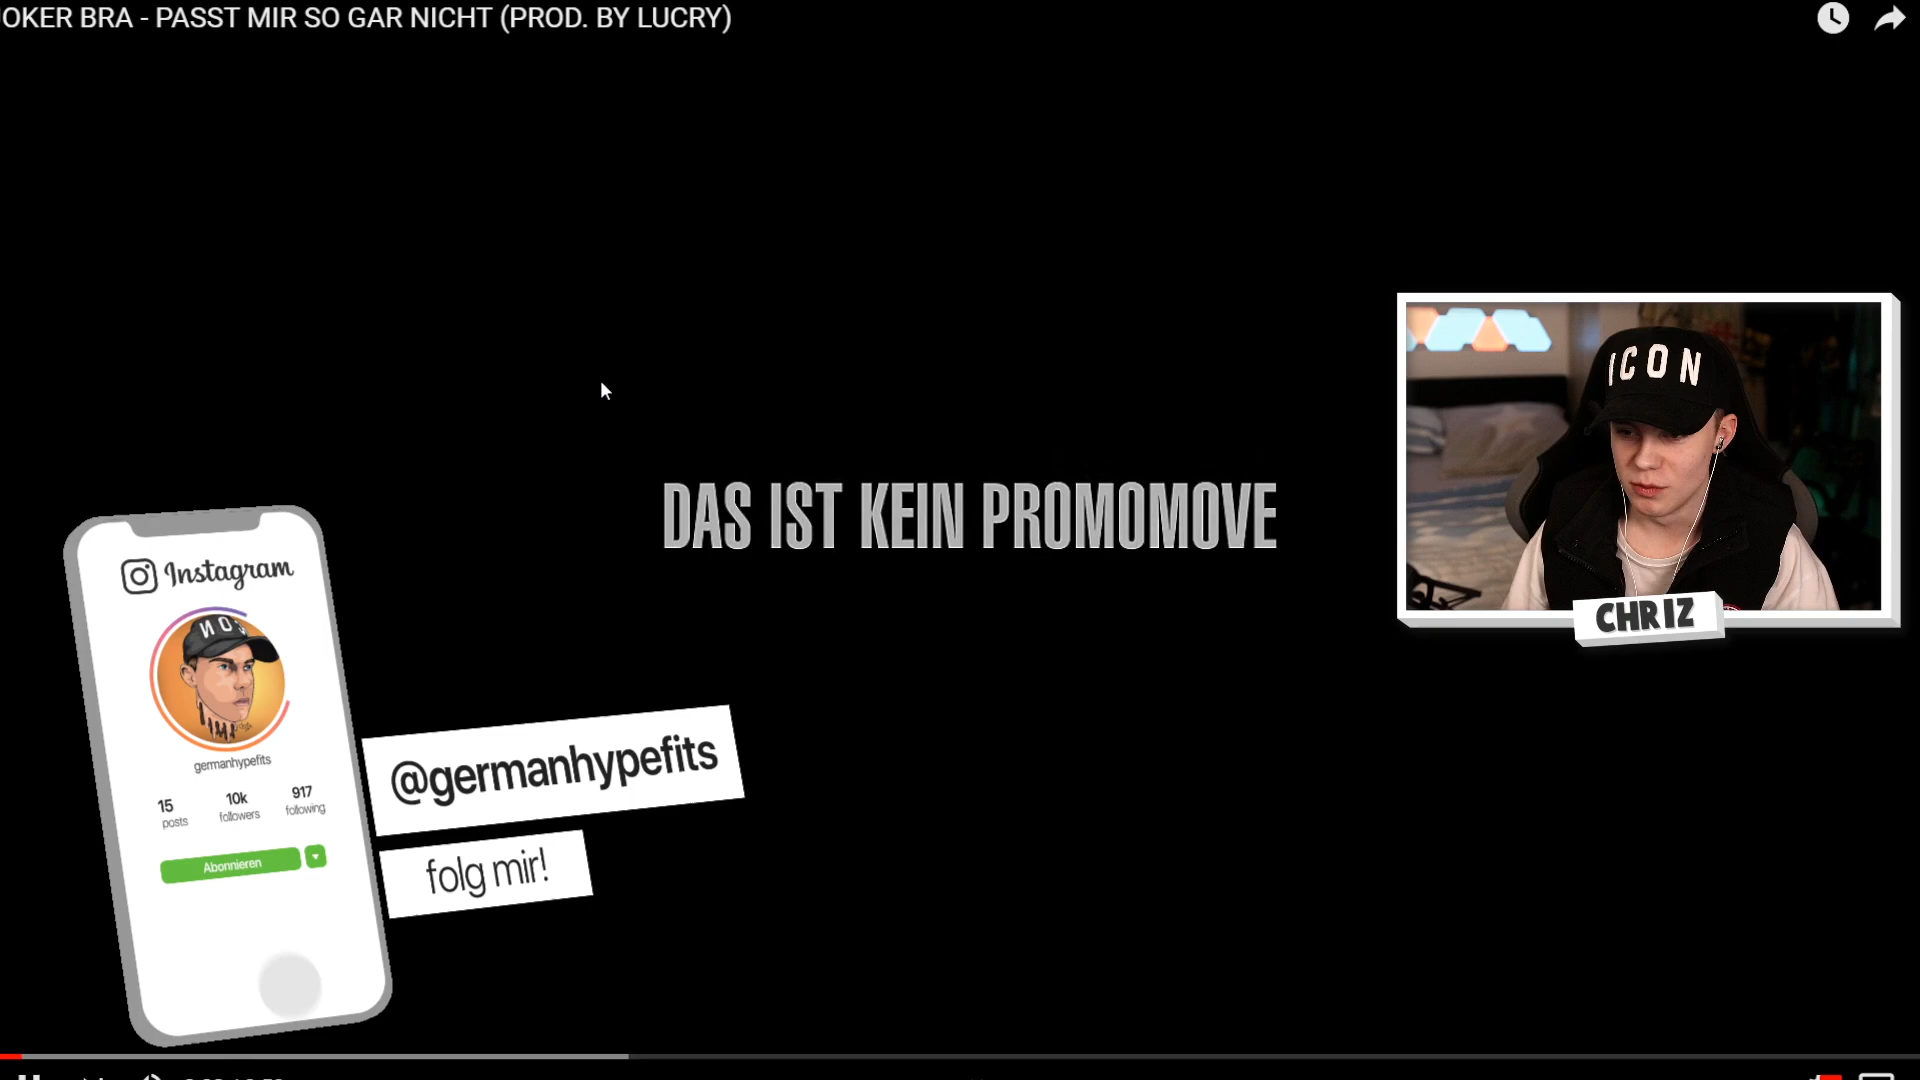 OKER BRA - PASST MIR SO GAR NICHT (PROD. BY LUCRY)
ICON
DAS IST KEIN PROMOMOVE
CHRIZ
Instagram
germanhypefits
15
posts
10k
followers
917
following
Abonnieren
@germanhypefits
folg mir!